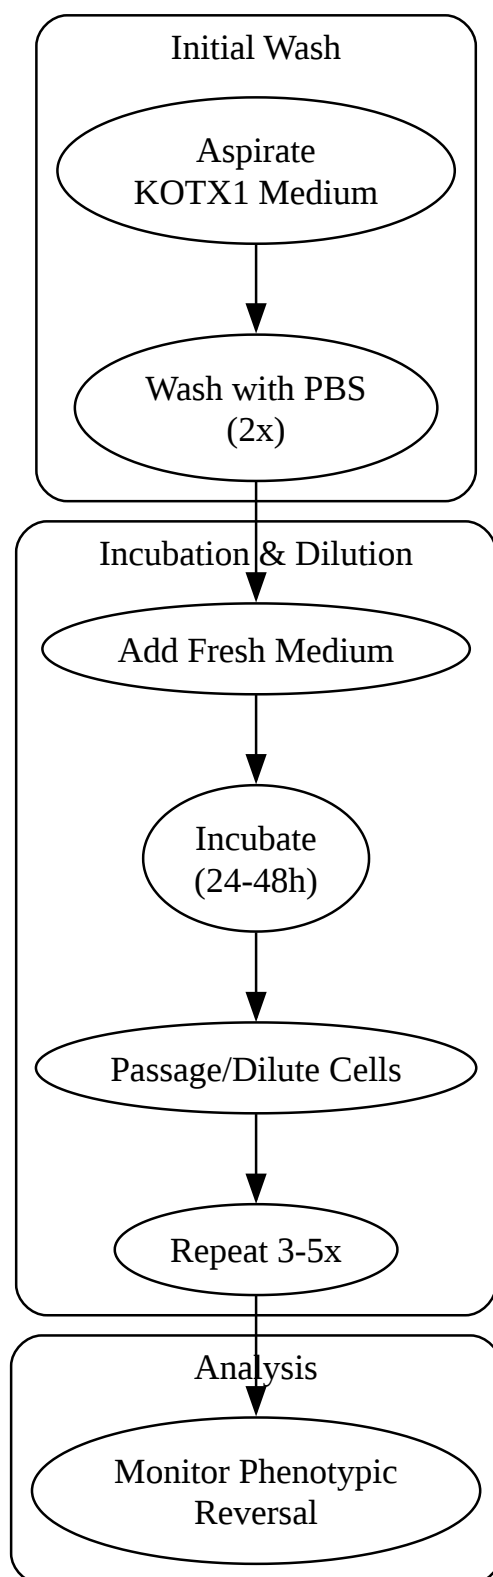 Initial Wash
Aspirate
KOTX1 Medium
Wash with PBS
(2x)
Incubation & Dilution
Add Fresh Medium
Incubate
(24-48h)
Passage/Dilute Cells
Repeat 3-5x
Analysis
Monitor Phenotypic
Reversal